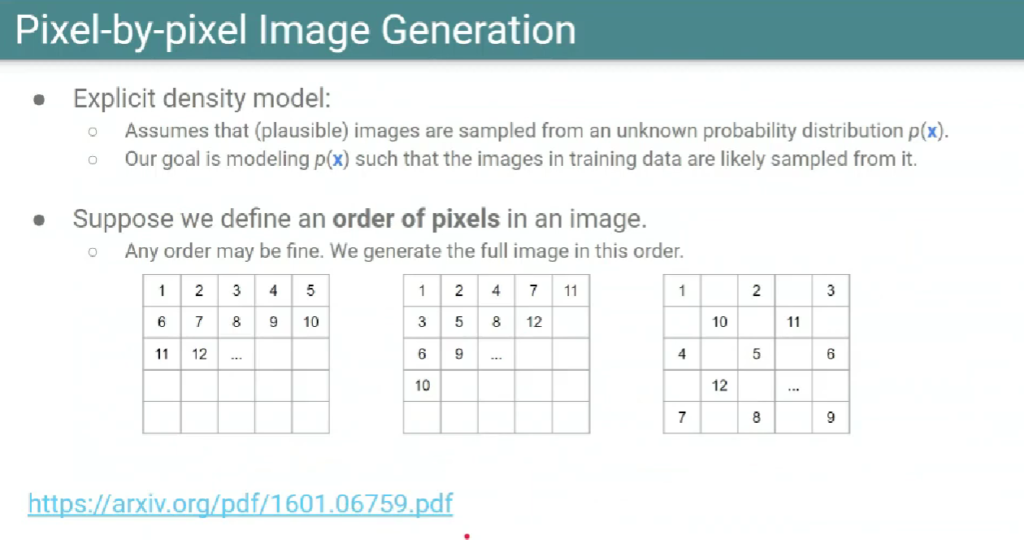 Pixel-by-pixel Image Generation
● Explicit density model:
○ Assumes that (plausible) images are sampled from an unknown probability distribution p(x).
○ Our goal is modeling p(x) such that the images in training data are likely sampled from it.
● Suppose we define an order of pixels in an image.
○ Any order may be fine. We generate the full image in this order.
1 2 3 4 5
6 7 8 9 10
11 12 ...
1 2 4 7 11
3 5 8 12
6 9 ...
10
1 2 3
10 11
4 5 6
12 ...
7 8 9
https://arxiv.org/pdf/1601.06759.pdf